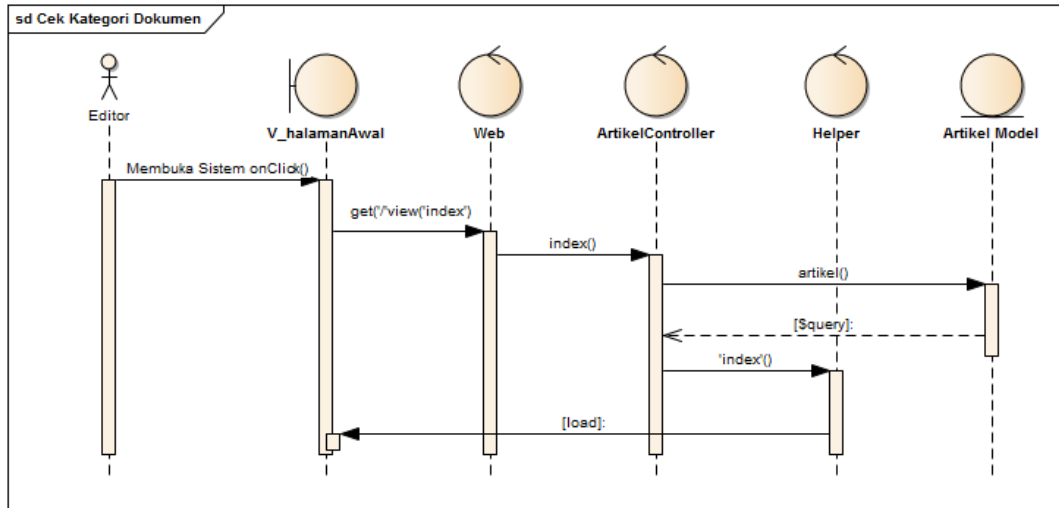 sd Cek Kategori Dokumen
Editor
V_halamanAwal
Web
ArtikelController
Helper
Artikel Model
Membuka Sistem onClick()
get('/'view('index')
index()
artikel()
[$query]:
'index'()
[load]: